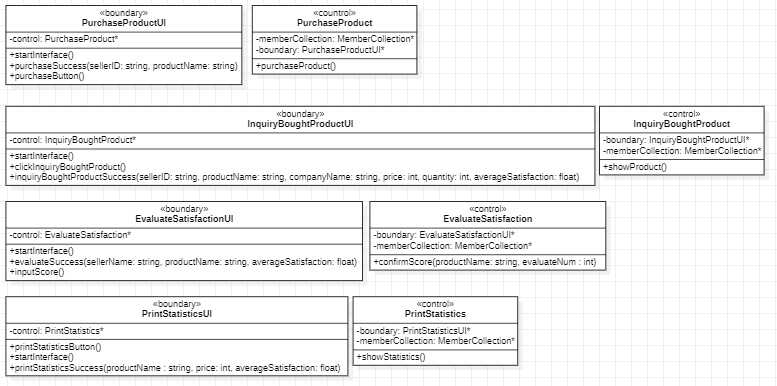 «boundary»
PurchaseProductUI
-control: PurchaseProduct*
+startInterface()
+purchaseSuccess(sellerID: string, productName: string)
+purchaseButton()
«countrol»
PurchaseProduct
-memberCollection: MemberCollection*
-boundary: PurchaseProductUI*
+purchaseProduct()
«boundary»
InquiryBoughtProductUI
-control: InquiryBoughtProduct*
+startInterface()
+clickInquiryBoughtProduct()
+inquiryBoughtProductSuccess(sellerID: string, productName: string, companyName: string, price: int, quantity: int, averageSatisfaction: float)
«control»
InquiryBoughtProduct
-boundary: InquiryBoughtProductUI*
-memberCollection: MemberCollection*
+showProduct()
«boundary»
EvaluateSatisfactionUI
-control: EvaluateSatisfaction*
+startInterface()
+evaluateSuccess(sellerName: string, productName: string, averageSatisfaction: float)
+inputScore()
«control»
EvaluateSatisfaction
-boundary: EvaluateSatisfactionUI*
-memberCollection: MemberCollection*
+confirmScore(productName: string, evaluateNum : int)
«boundary»
PrintStatisticsUI
-control: PrintStatistics*
+printStatisticsButton()
+startInterface()
+printStatisticsSuccess(productName : string, price: int, averageSatisfaction: float)
«control»
PrintStatistics
-boundary: PrintStatisticsUI*
-memberCollection: MemberCollection*
+showStatistics()